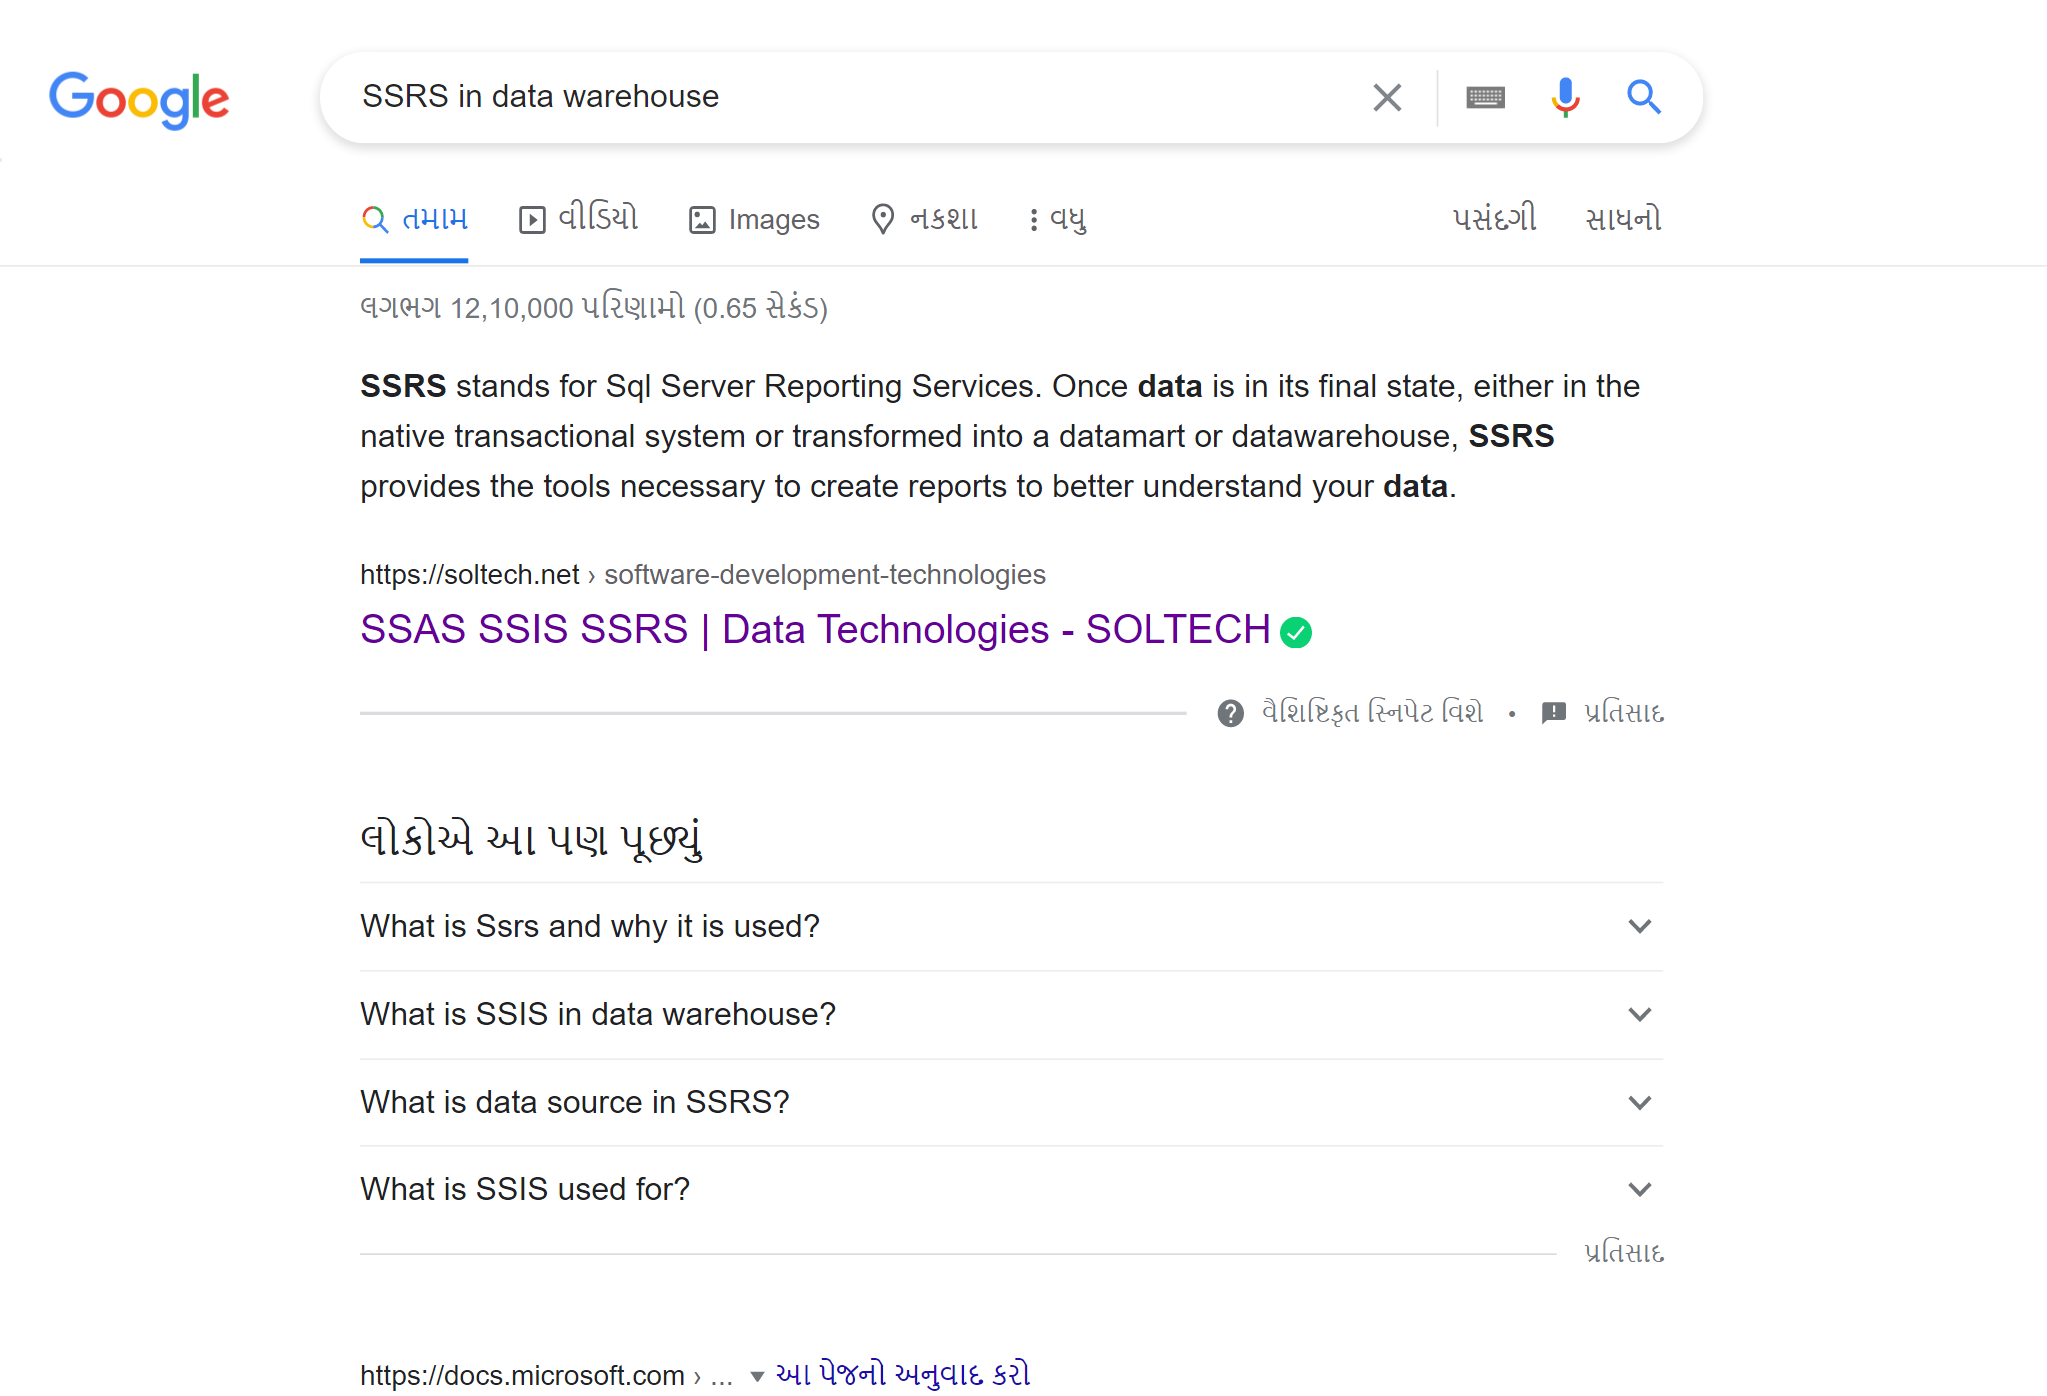 Google
SSRS in data warehouse
તમામ વીડિયો Images નકશા વધુ પસંદગી સાધનો
લગભગ 12,10,000 પરિણામો (0.65 સેકંડ)
SSRS stands for Sql Server Reporting Services. Once data is in its final state, either in the
native transactional system or transformed into a datamart or datawarehouse, SSRS
provides the tools necessary to create reports to better understand your data.
https://soltech.net › software-development-technologies
SSAS SSIS SSRS | Data Technologies - SOLTECH
વૈશિષ્ટિકૃત સ્નિપેટ વિશે • પ્રતિસાદ
લોકોએ આ પણ પૂછ્યું
What is Ssrs and why it is used?
What is SSIS in data warehouse?
What is data source in SSRS?
What is SSIS used for?
પ્રતિસાદ
https://docs.microsoft.com › ... આ પેજનો અનુવાદ કરો